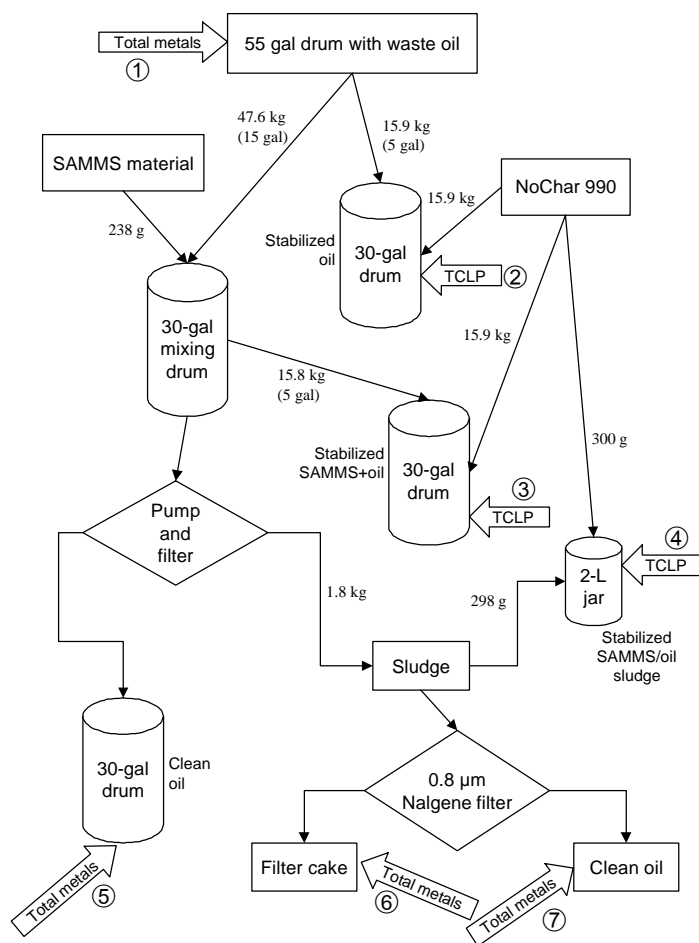 Total metals
①
55 gal drum with waste oil
47.6 kg
(15 gal)
15.9 kg
(5 gal)
SAMMS material
NoChar 990
238 g
15.9 kg
Stabilized
oil
30-gal
drum
TCLP
②
30-gal
mixing
drum
15.9 kg
15.8 kg
(5 gal)
Stabilized
SAMMS+oil
30-gal
drum
300 g
③
TCLP
Pump
and
filter
④
TCLP
2-L
jar
1.8 kg
298 g
Stabilized
SAMMS/oil
sludge
Sludge
30-gal
drum
Clean
oil
0.8 µm
Nalgene filter
Filter cake
Clean oil
Total metals
⑤
Total metals
⑥
Total metals
⑦